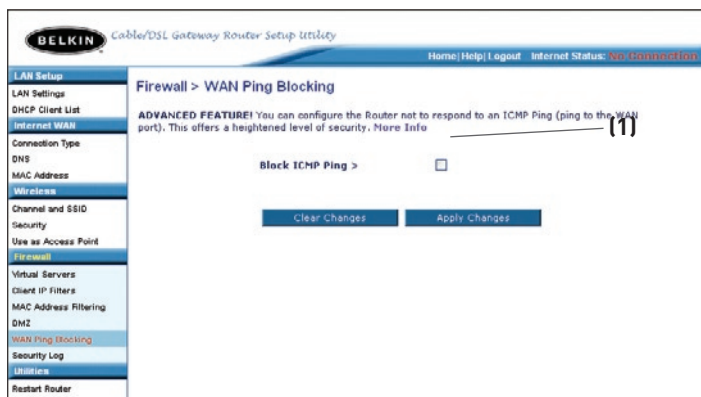 BELKIN Cable/DSL Gateway Router Setup Utility
Home|Help|Logout Internet Status: No Connection
LAN Setup
LAN Settings
DHCP Client List
Internet WAN
Connection Type
DNS
MAC Address
Wireless
Channel and SSID
Security
Use as Access Point
Firewall
Virtual Servers
Client IP Filters
MAC Address Filtering
DMZ
WAN Ping Blocking
Security Log
Utilities
Restart Router
Firewall > WAN Ping Blocking
ADVANCED FEATURE! You can configure the Router not to respond to an ICMP Ping (ping to the WAN
port). This offers a heightened level of security. More Info
(1)
Block ICMP Ping >
Clear Changes Apply Changes